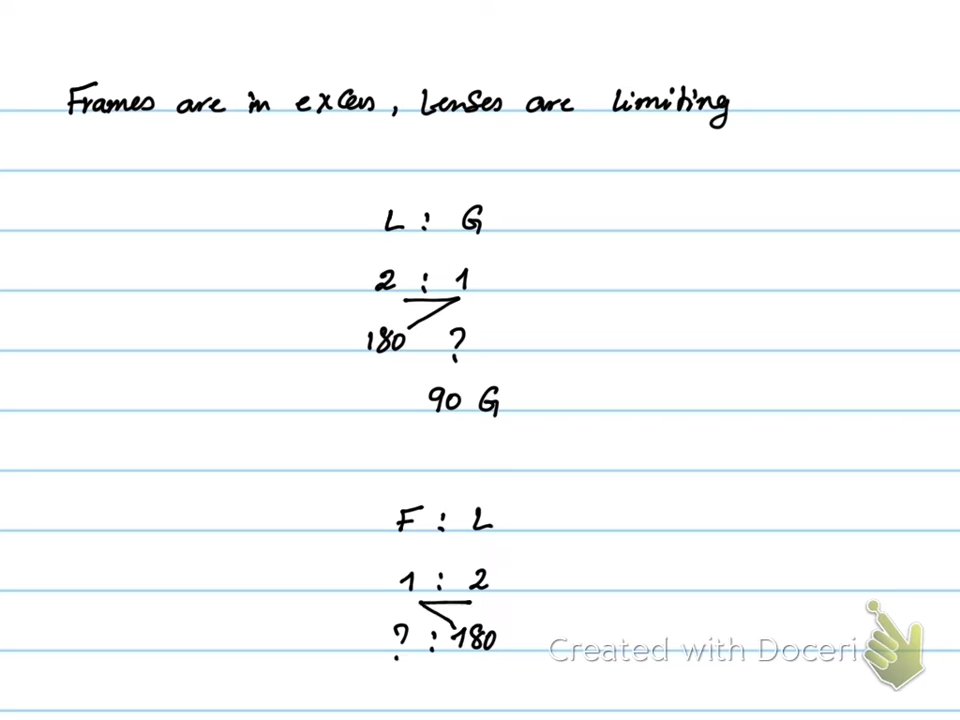 Frames are in excess, Lenses are limiting
L : G
2 : 1
180 ?
90 G
F : L
1 : 2
? : 180
Created with Doceri